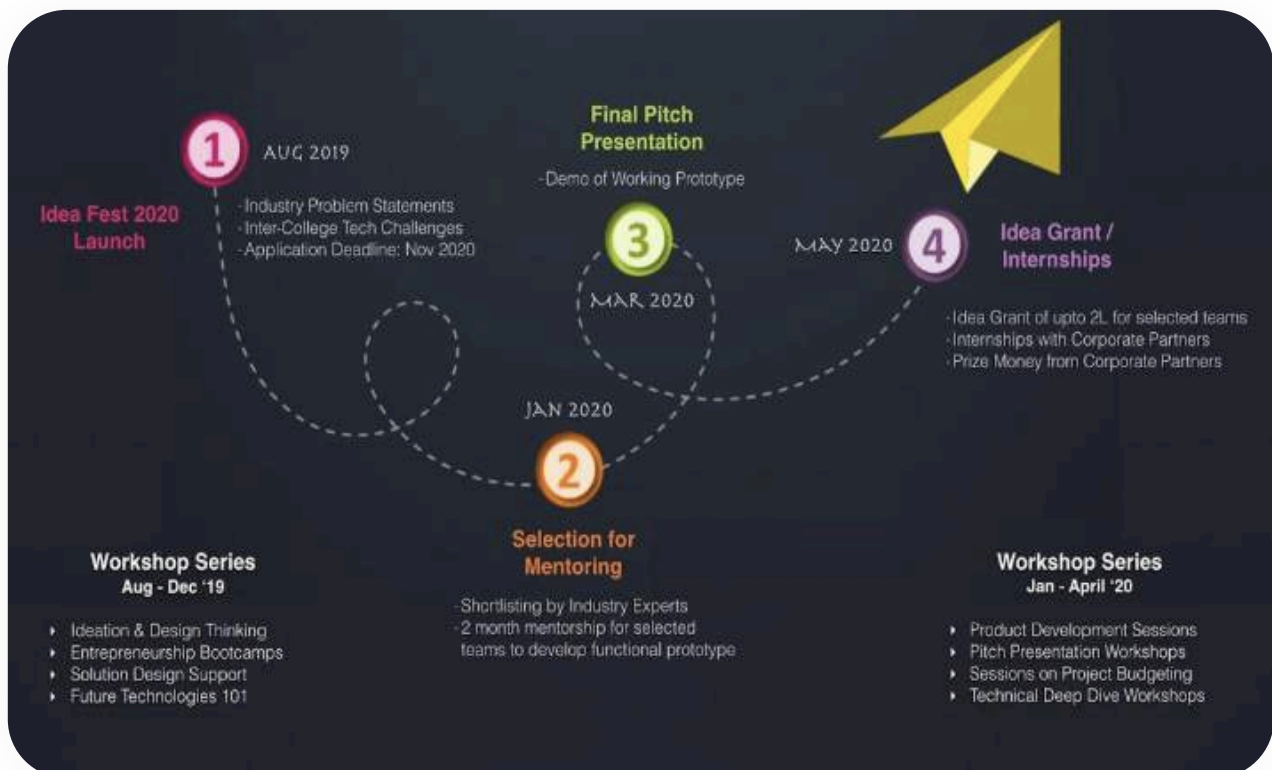 1
AUG 2019
Idea Fest 2020
Launch
-Industry Problem Statements
-Inter-College Tech Challenges
-Application Deadline: Nov 2020
JAN 2020
2
Selection for
Mentoring
-Shortlisting by Industry Experts
-2 month mentorship for selected
teams to develop functional prototype
Final Pitch
Presentation
-Demo of Working Prototype
3
MAR 2020
MAY 2020
4
Idea Grant /
Internships
-Idea Grant of upto 2L for selected teams
-Internships with Corporate Partners
-Prize Money from Corporate Partners
Workshop Series
Aug - Dec '19
Ideation & Design Thinking
Entrepreneurship Bootcamps
Solution Design Support
Future Technologies 101
Workshop Series
Jan - April '20
Product Development Sessions
Pitch Presentation Workshops
Sessions on Project Budgeting
Technical Deep Dive Workshops